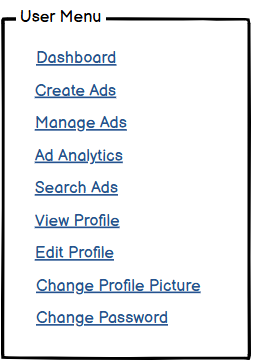 User Menu
Dashboard
Create Ads
Manage Ads
Ad Analytics
Search Ads
View Profile
Edit Profile
Change Profile Picture
Change Password